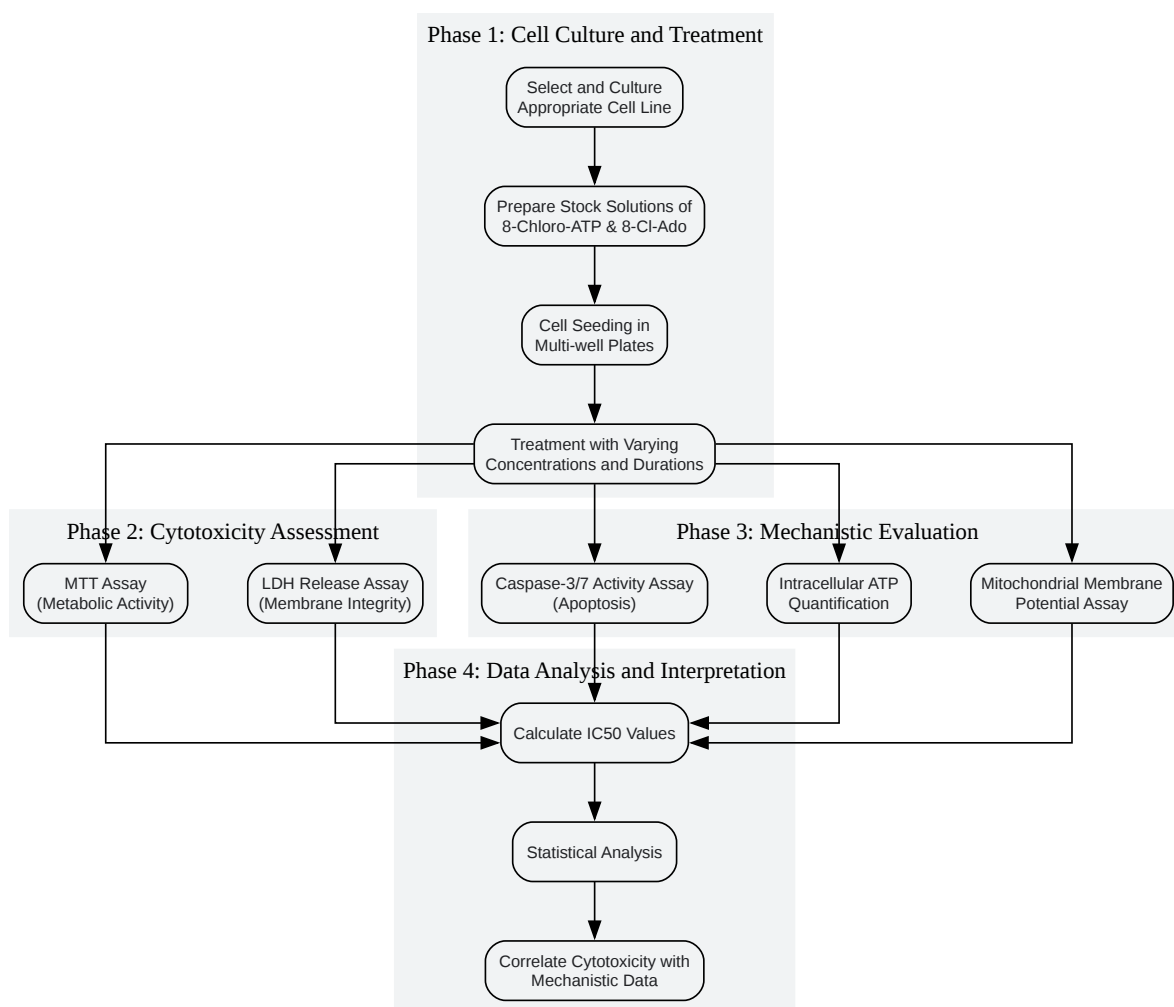 Phase 1: Cell Culture and Treatment
Select and Culture
Appropriate Cell Line
Prepare Stock Solutions of
8-Chloro-ATP & 8-Cl-Ado
Cell Seeding in
Multi-well Plates
Treatment with Varying
Concentrations and Durations
Phase 2: Cytotoxicity Assessment
MTT Assay
(Metabolic Activity)
LDH Release Assay
(Membrane Integrity)
Phase 3: Mechanistic Evaluation
Caspase-3/7 Activity Assay
(Apoptosis)
Intracellular ATP
Quantification
Mitochondrial Membrane
Potential Assay
Phase 4: Data Analysis and Interpretation
Calculate IC50 Values
Statistical Analysis
Correlate Cytotoxicity with
Mechanistic Data